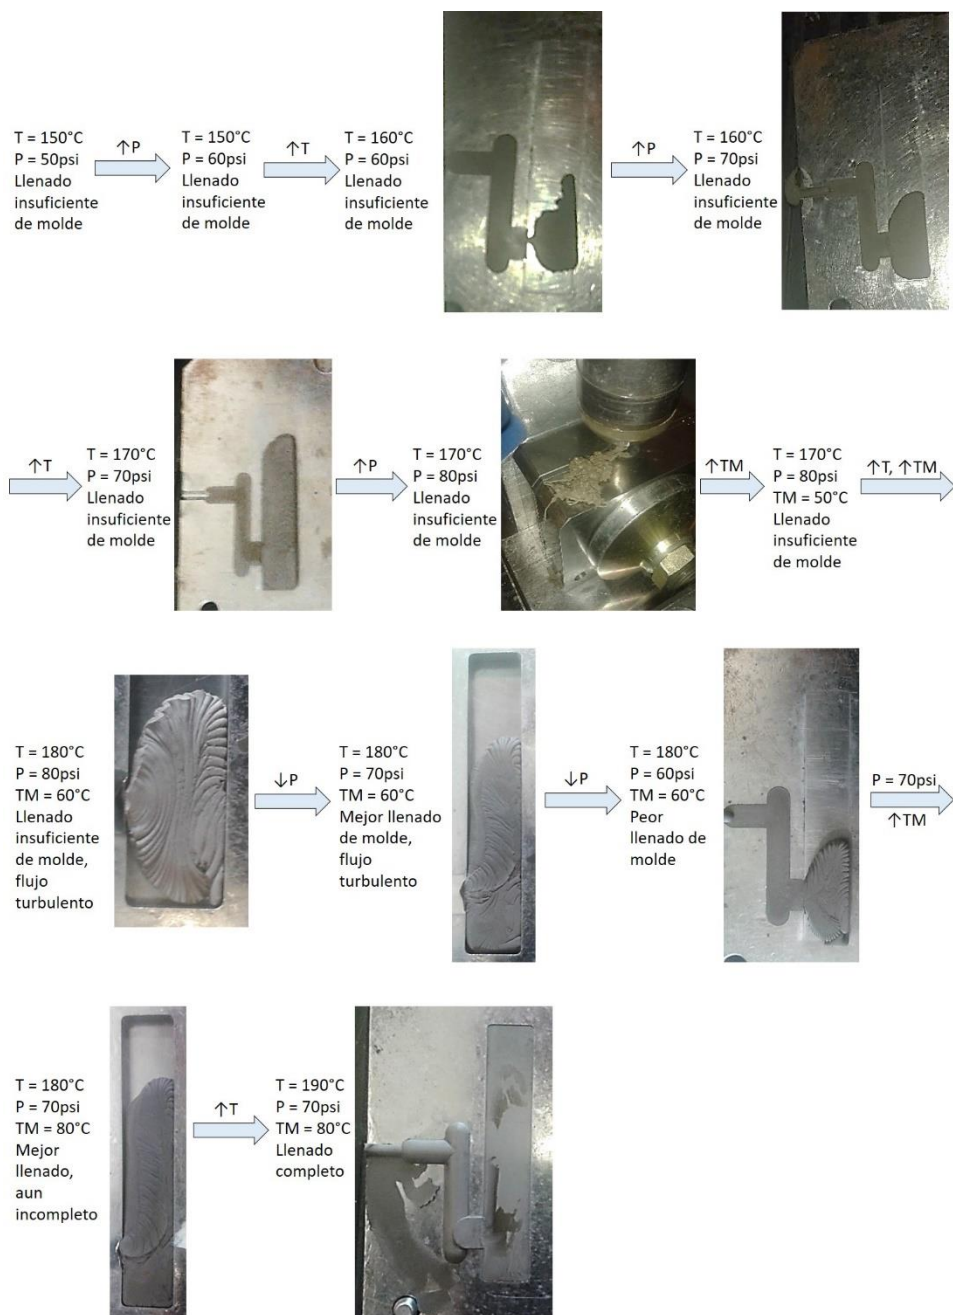 T = 150°C
P = 50psi
Llenado
insuficiente
de molde
↑P
T = 150°C
P = 60psi
Llenado
insuficiente
de molde
↑T
T = 160°C
P = 60psi
Llenado
insuficiente
de molde
↑P
T = 160°C
P = 70psi
Llenado
insuficiente
de molde
↑T
T = 170°C
P = 70psi
Llenado
insuficiente
de molde
↑P
T = 170°C
P = 80psi
Llenado
insuficiente
de molde
↑TM
T = 170°C
P = 80psi
TM = 50°C
Llenado
insuficiente
de molde
↑T, ↑TM
T = 180°C
P = 80psi
TM = 60°C
Llenado
insuficiente
de molde,
flujo
turbulento
↓P
T = 180°C
P = 70psi
TM = 60°C
Mejor llenado
de molde,
flujo
turbulento
↓P
T = 180°C
P = 60psi
TM = 60°C
Peor
llenado de
molde
P = 70psi
↑TM
T = 180°C
P = 70psi
TM = 80°C
Mejor
llenado,
aun
incompleto
↑T
T = 190°C
P = 70psi
TM = 80°C
Llenado
completo